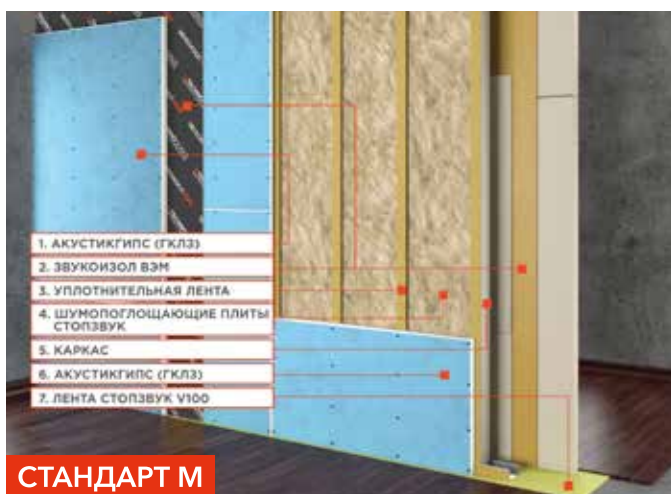 1. АКУСТИКГИПС (ГКЛЗ)
2. ЗВУКОИЗОЛ ВЭМ
3. УПЛОТНИТЕЛЬНАЯ ЛЕНТА
4. ШУМОПОГЛОЩАЮЩИЕ ПЛИТЫ
СТОПЗВУК
5. КАРКАС
6. АКУСТИКГИПС (ГКЛЗ)
7. ЛЕНТА СТОПЗВУК V100
СТАНДАРТ М